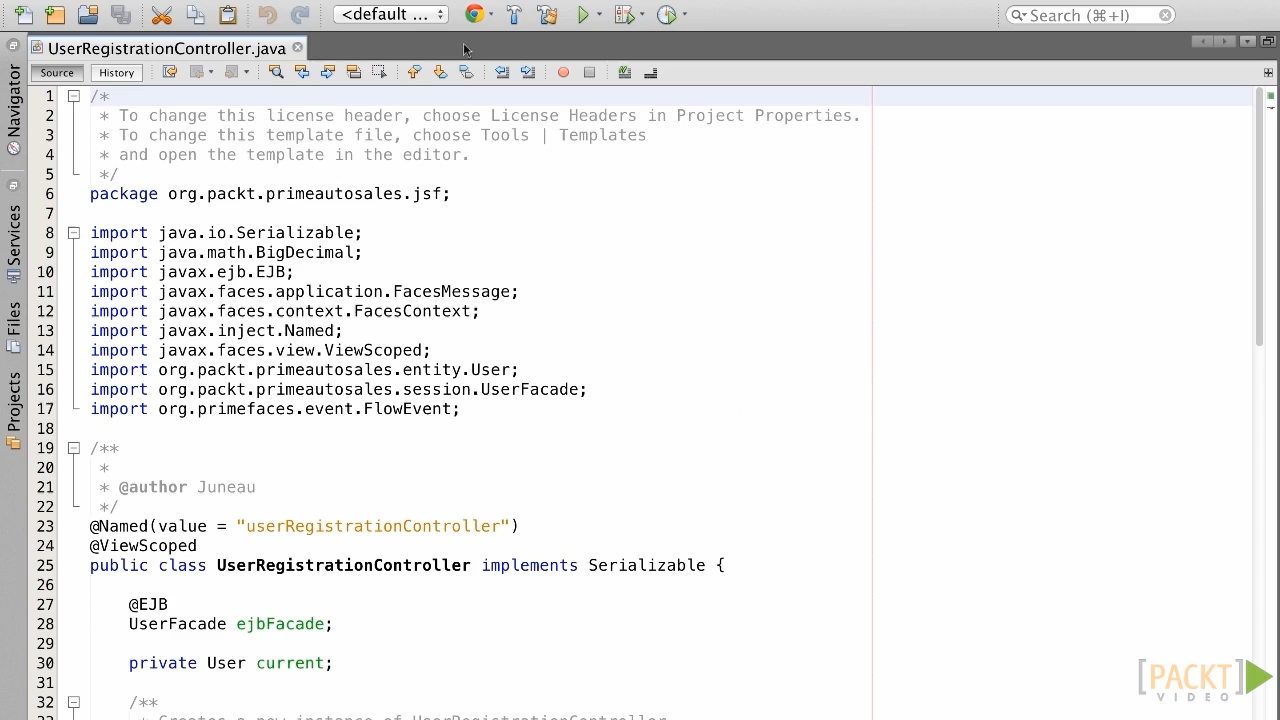 <default ...
Search (⌘+I)
UserRegistrationController.java
Source
History
Navigator
Services
Files
Projects
1 /*
2 * To change this license header, choose License Headers in Project Properties.
3 * To change this template file, choose Tools | Templates
4 * and open the template in the editor.
5 */
6 package org.packt.primeautosales.jsf;
7
8 import java.io.Serializable;
9 import java.math.BigDecimal;
10 import javax.ejb.EJB;
11 import javax.faces.application.FacesMessage;
12 import javax.faces.context.FacesContext;
13 import javax.inject.Named;
14 import javax.faces.view.ViewScoped;
15 import org.packt.primeautosales.entity.User;
16 import org.packt.primeautosales.session.UserFacade;
17 import org.primefaces.event.FlowEvent;
18
19 /**
20 *
21 * @author Juneau
22 */
23 @Named(value = "userRegistrationController")
24 @ViewScoped
25 public class UserRegistrationController implements Serializable {
26
27 @EJB
28 UserFacade ejbFacade;
29
30 private User current;
31
32 /**
33 * Creates a new instance of UserRegistrationController
[PACKT]
VIDEO